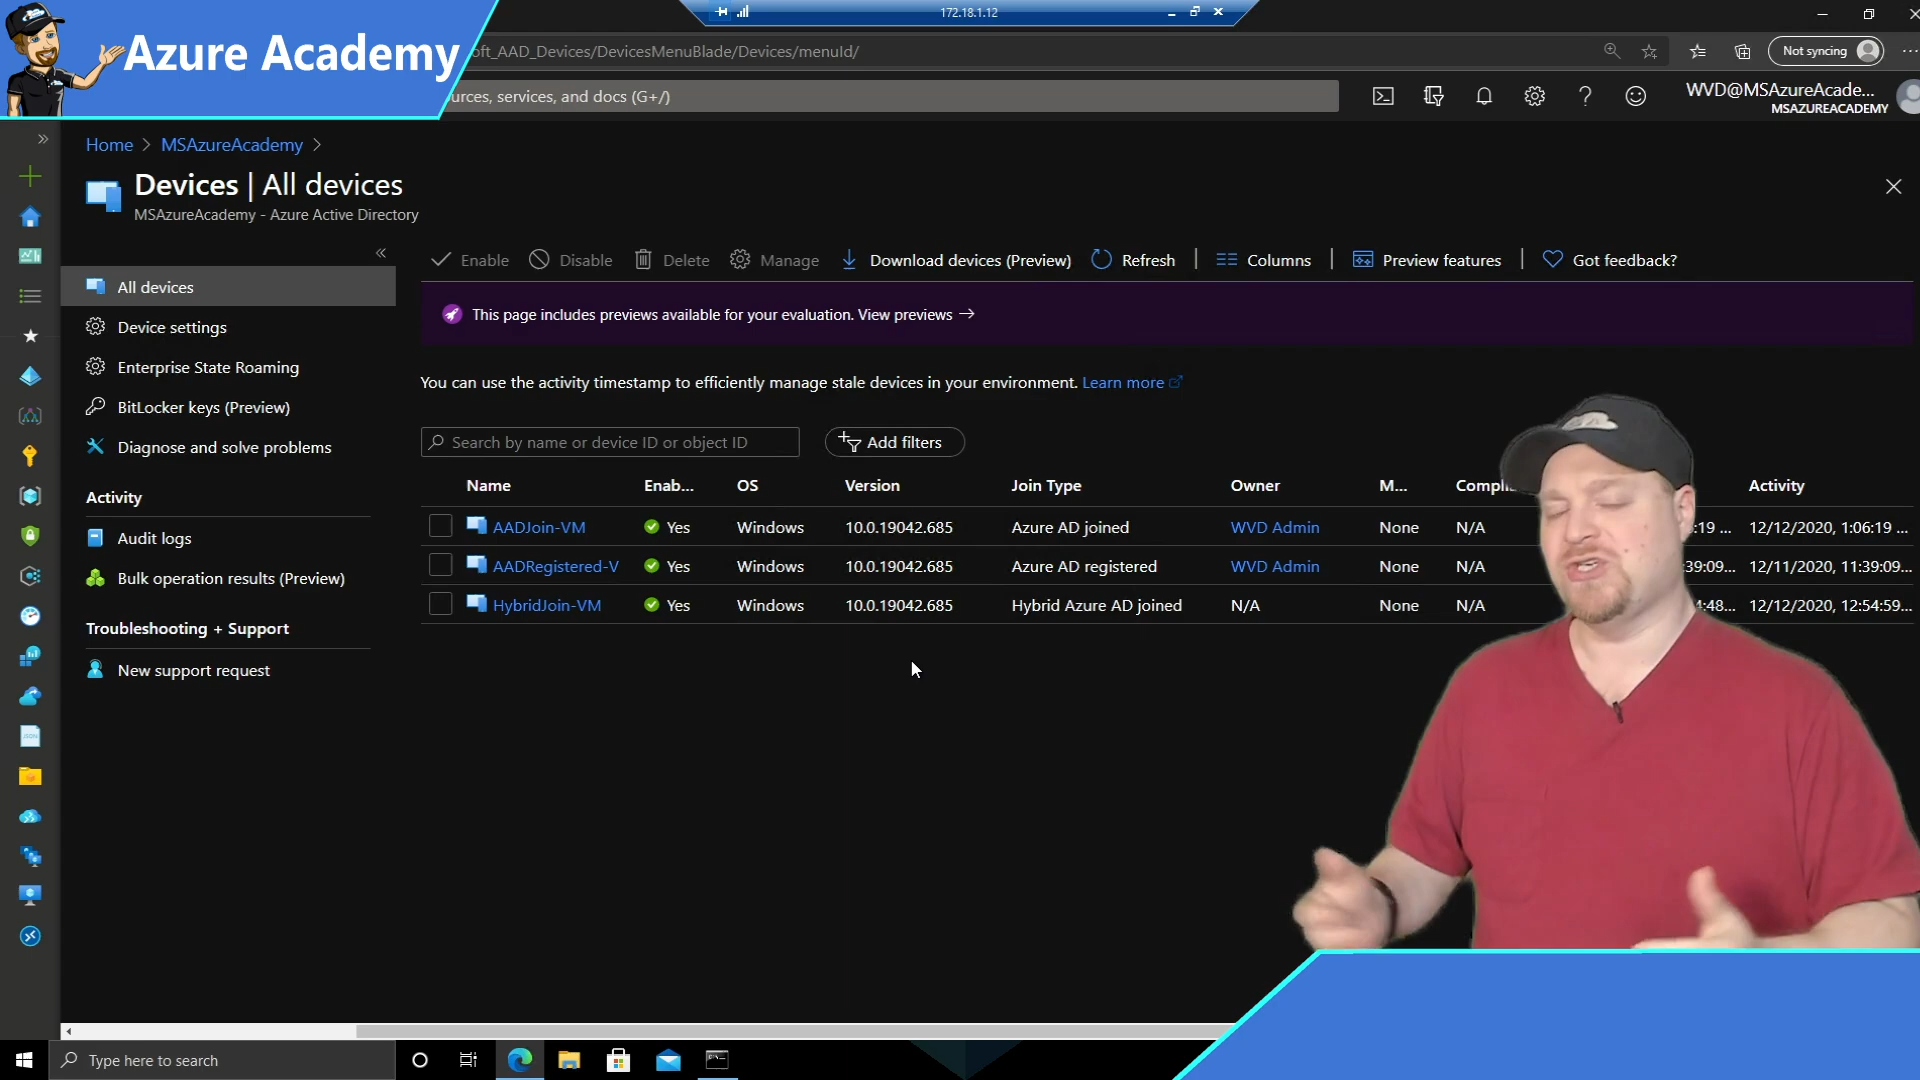 Azure Academy
172.18.1.12
oft_AAD_Devices/DevicesMenuBlade/Devices/menuId/
Not syncing
urces, services, and docs (G+/)
WVD@MSAzureAcade...
MSAZUREACADEMY
Home > MSAzureAcademy >
Devices | All devices
MSAzureAcademy - Azure Active Directory
Enable Disable Delete Manage Download devices (Preview) Refresh | Columns | Preview features | Got feedback?
All devices
Device settings
Enterprise State Roaming
BitLocker keys (Preview)
Diagnose and solve problems
Activity
Audit logs
Bulk operation results (Preview)
Troubleshooting + Support
New support request
This page includes previews available for your evaluation. View previews →
You can use the activity timestamp to efficiently manage stale devices in your environment. Learn more
Search by name or device ID or object ID
Add filters
Name Enab... OS Version Join Type Owner M... Compli Activity
AADJoin-VM Yes Windows 10.0.19042.685 Azure AD joined WVD Admin None N/A :19 ... 12/12/2020, 1:06:19 ...
AADRegistered-V Yes Windows 10.0.19042.685 Azure AD registered WVD Admin None N/A :39:09... 12/11/2020, 11:39:09...
HybridJoin-VM Yes Windows 10.0.19042.685 Hybrid Azure AD joined N/A None N/A 4:48... 12/12/2020, 12:54:59...
Type here to search